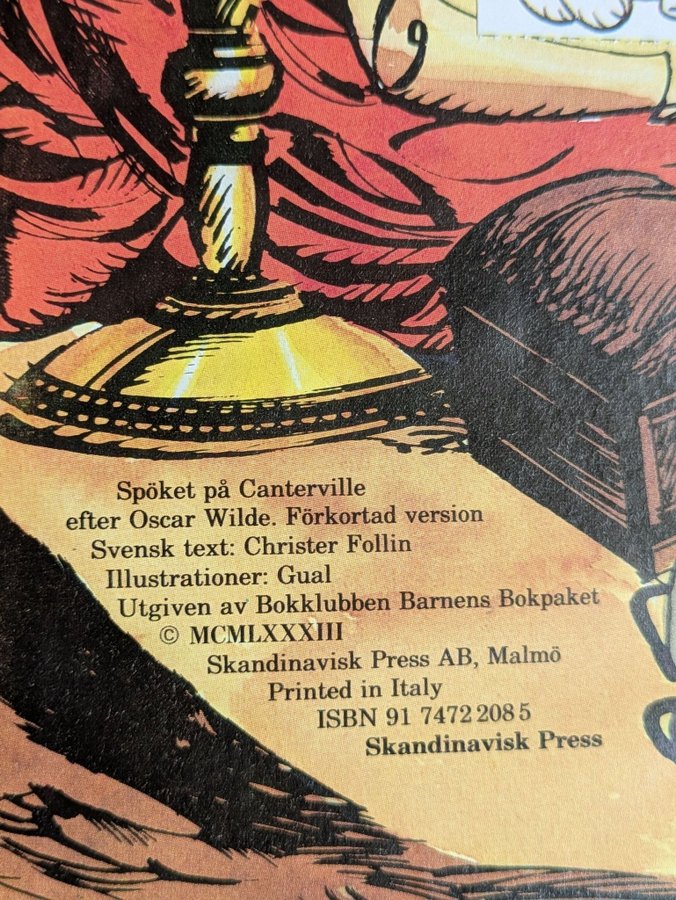 Spöket på Canterville
efter Oscar Wilde. Förkortad version
Svensk text: Christer Follin
Illustrationer: Gual
Utgiven av Bokklubben Barnens Bokpaket
© MCMLXXXIII
Skandinavisk Press AB, Malmö
Printed in Italy
ISBN 91 7472 208 5
Skandinavisk Press